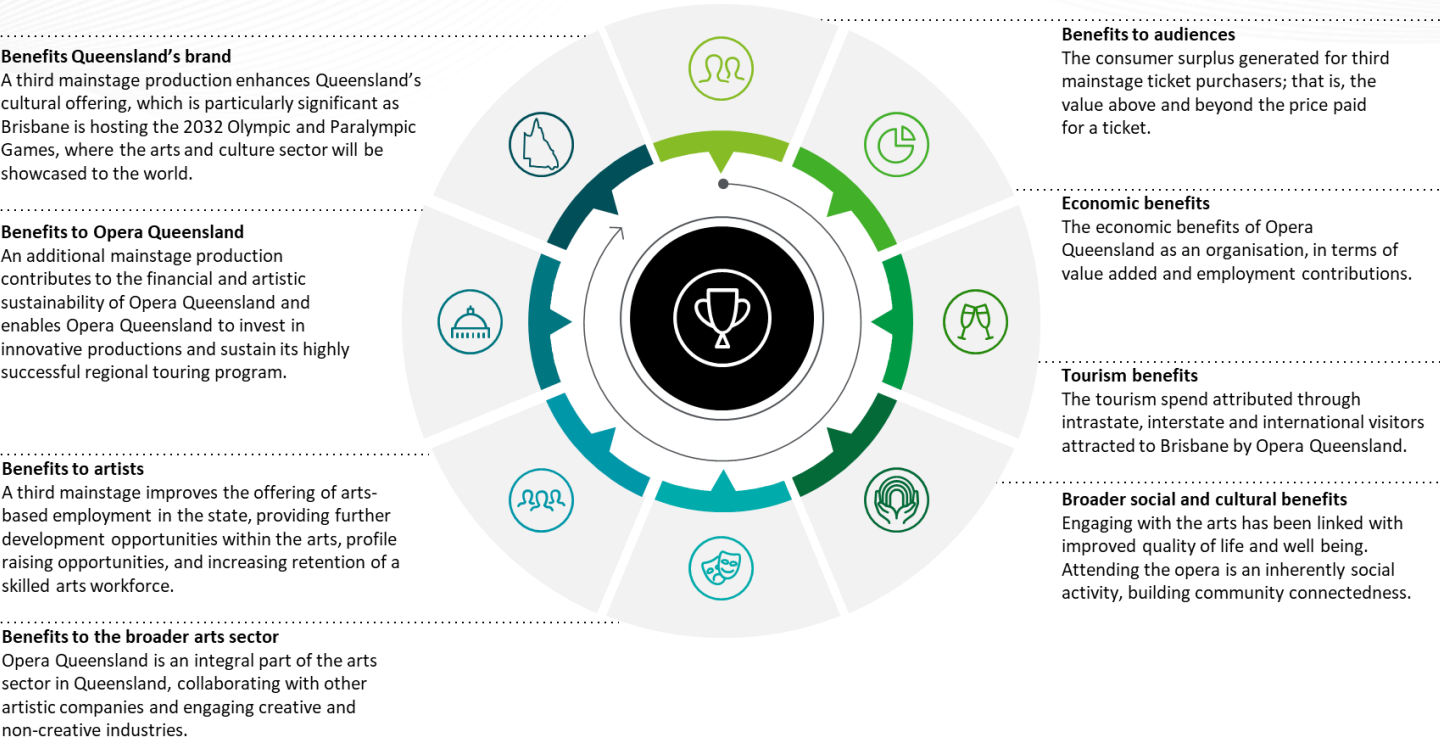 Benefits Queensland's brand
A third mainstage production enhances Queensland's
cultural offering, which is particularly significant as
Brisbane is hosting the 2032 Olympic and Paralympic
Games, where the arts and culture sector will be
showcased to the world.
Benefits to Opera Queensland
An additional mainstage production
contributes to the financial and artistic
sustainability of Opera Queensland and
enables Opera Queensland to invest in
innovative productions and sustain its highly
successful regional touring program.
Benefits to artists
A third mainstage improves the offering of arts-
based employment in the state, providing further
development opportunities within the arts, profile
raising opportunities, and increasing retention of a
skilled arts workforce.
Benefits to the broader arts sector
Opera Queensland is an integral part of the arts
sector in Queensland, collaborating with other
artistic companies and engaging creative and
non-creative industries.
Benefits to audiences
The consumer surplus generated for third
mainstage ticket purchasers; that is, the
value above and beyond the price paid
for a ticket.
Economic benefits
The economic benefits of Opera
Queensland as an organisation, in terms of
value added and employment contributions.
Tourism benefits
The tourism spend attributed through
intrastate, interstate and international visitors
attracted to Brisbane by Opera Queensland.
Broader social and cultural benefits
Engaging with the arts has been linked with
improved quality of life and well being.
Attending the opera is an inherently social
activity, building community connectedness.